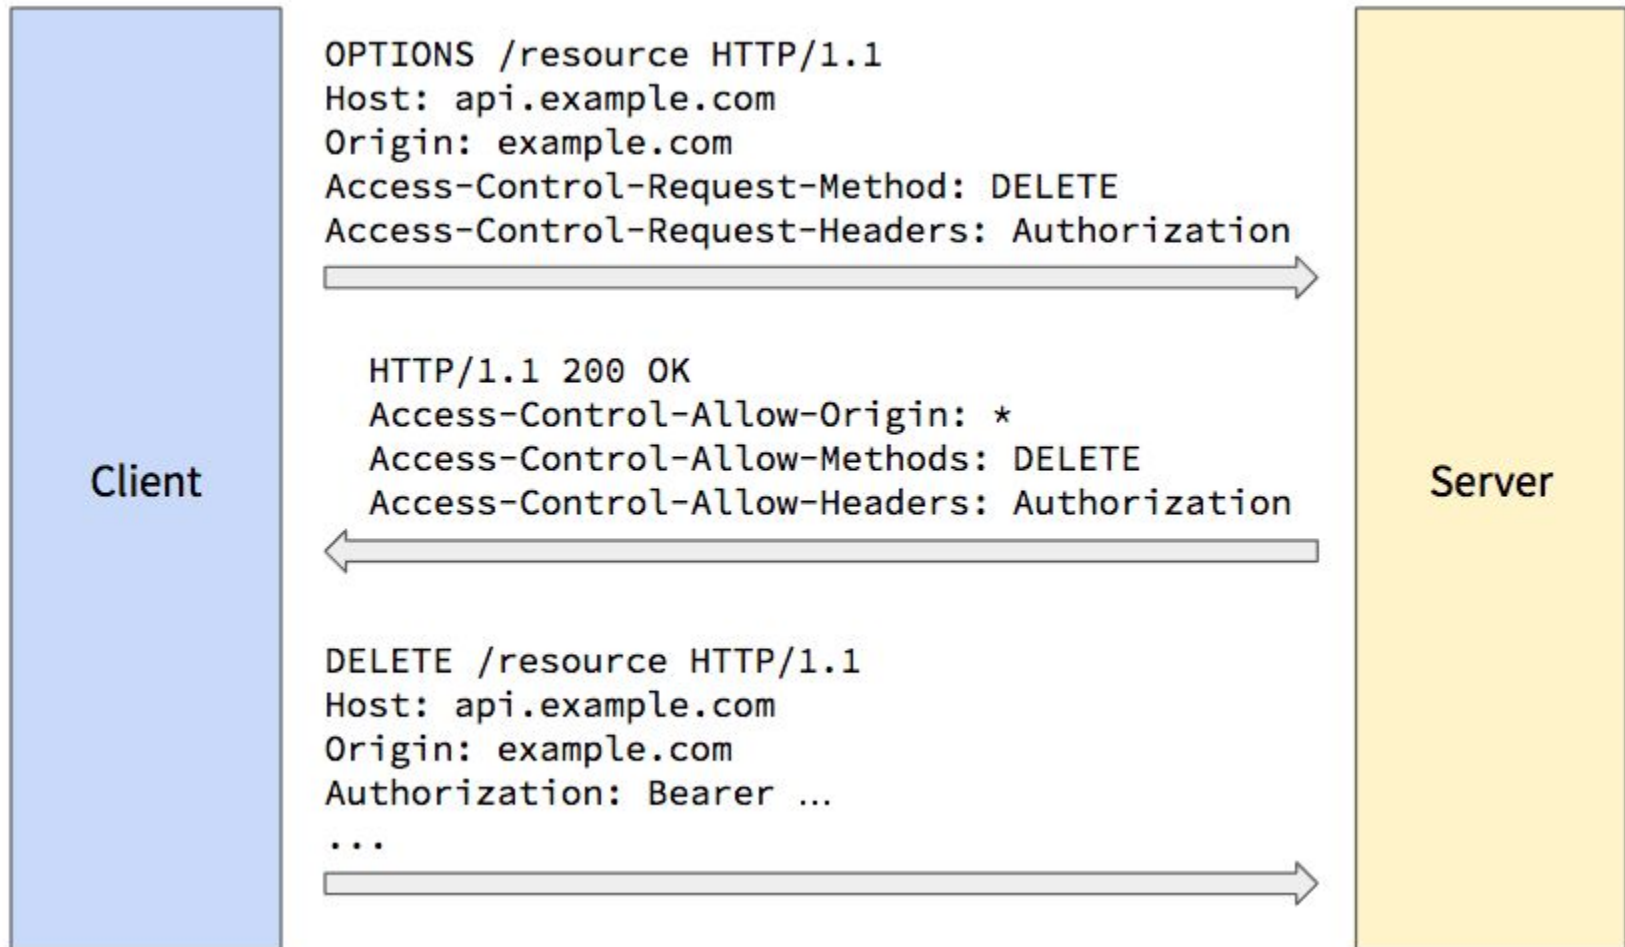 OPTIONS /resource HTTP/1.1
Host: api.example.com
Origin: example.com
Access-Control-Request-Method: DELETE
Access-Control-Request-Headers: Authorization
HTTP/1.1 200 OK
Access-Control-Allow-Origin: *
Access-Control-Allow-Methods: DELETE
Access-Control-Allow-Headers: Authorization
Client
Server
DELETE /resource HTTP/1.1
Host: api.example.com
Origin: example.com
Authorization: Bearer …
...